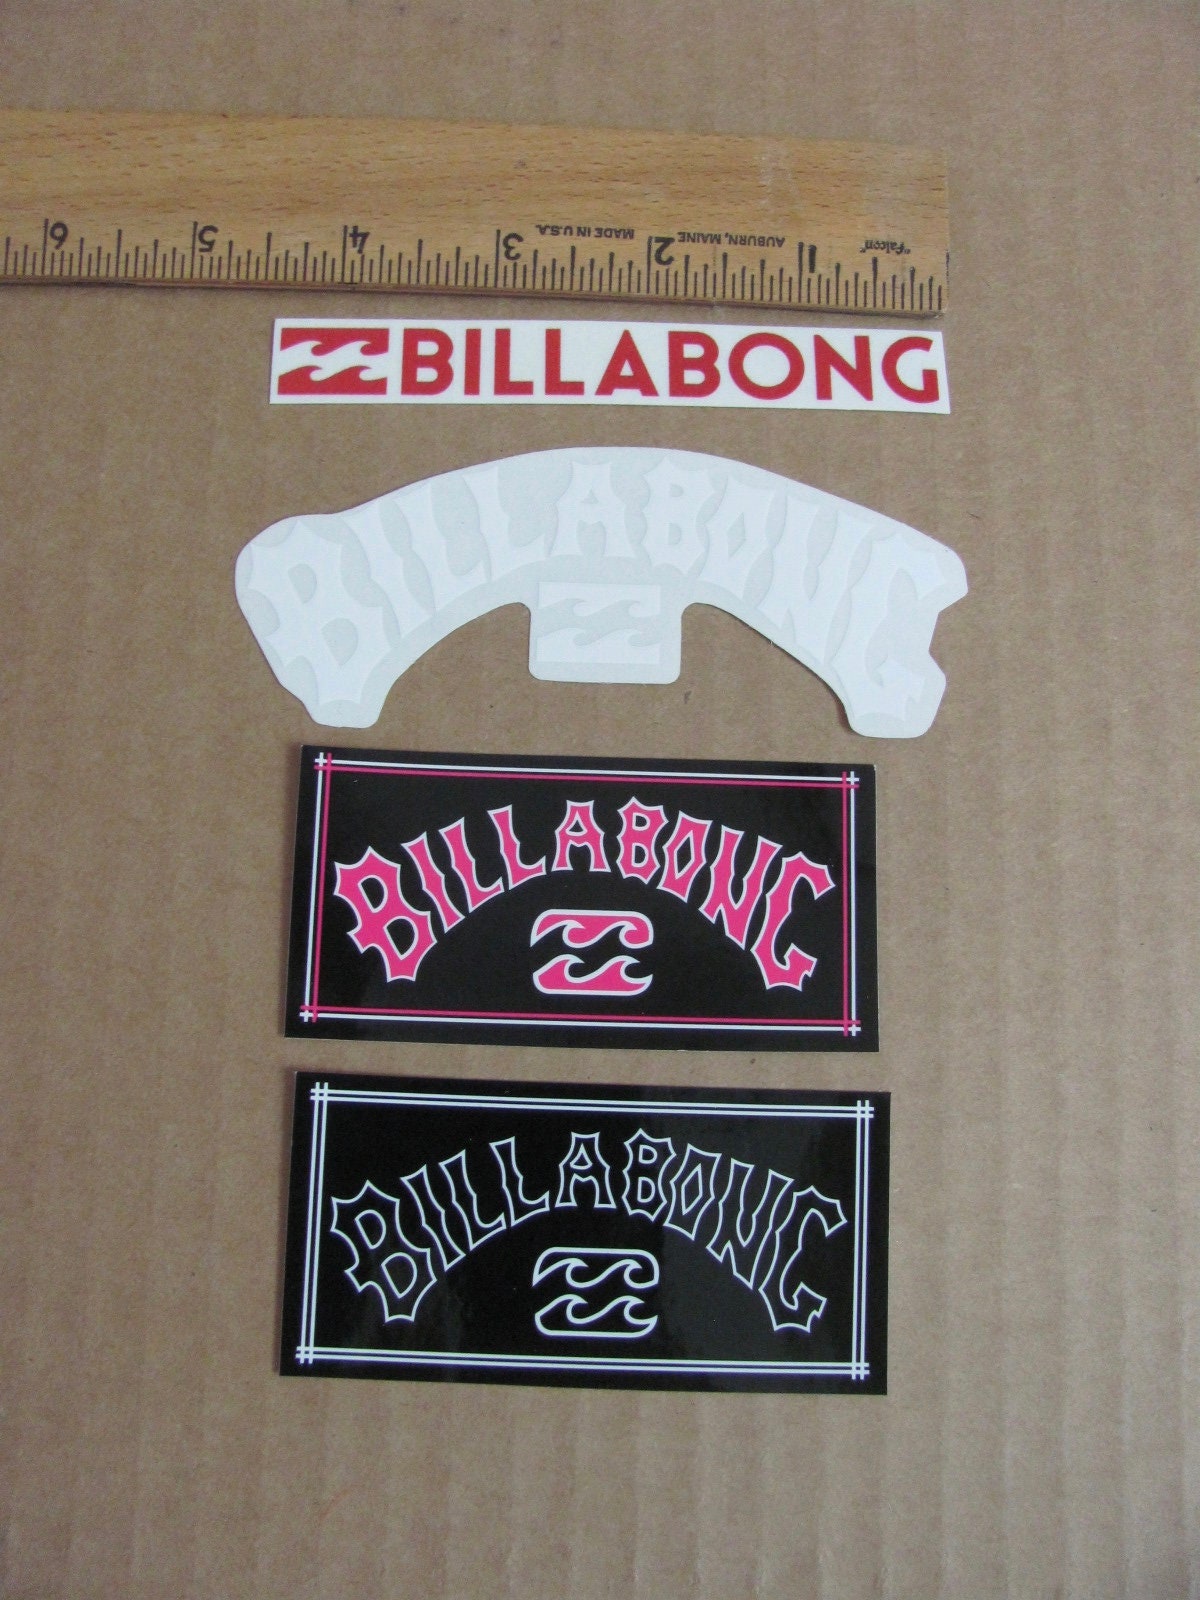 6 5 4 3 2 1
MADE IN U.S.A.
AUBURN, MAINE
"Falcon"
BILLABONG
BILLABONG
BILLABONG
BILLABONG